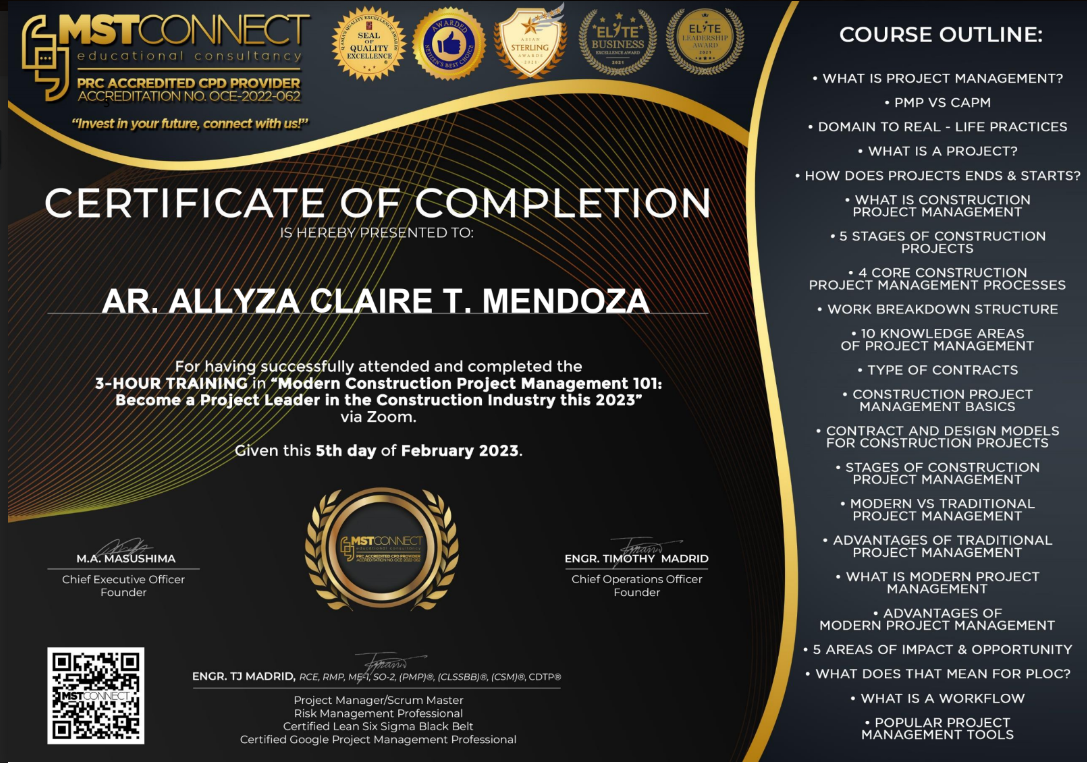 MSTCONNECT
educational consultancy
PRC ACCREDITED CPD PROVIDER
ACCREDITATION NO. OCE-2022-062
“Invest in your future, connect with us!”
SEAL
OF
QUALITY
EXCELLENCE
AWARDED
ASIAN
STERLING
AWARDS
ELYTE
BUSINESS
EXCELLENCE AWARD
2021
ELYTE
LEADERSHIP
AWARD
CERTIFICATE OF COMPLETION
IS HEREBY PRESENTED TO:
AR. ALLYZA CLAIRE T. MENDOZA
For having successfully attended and completed the
3-HOUR TRAINING in “Modern Construction Project Management 101:
Become a Project Leader in the Construction Industry this 2023”
via Zoom.
Given this 5th day of February 2023.
MSTCONNECT
M.A. MASUSHIMA
Chief Executive Officer
Founder
ENGR. TIMOTHY MADRID
Chief Operations Officer
Founder
MSTCONNECT
ENGR. TJ MADRID, RCE, RMP, ME-1, SO-2, (PMP)®, (CLSSBB)®, (CSM)®, CDTP®
Project Manager/Scrum Master
Risk Management Professional
Certified Lean Six Sigma Black Belt
Certified Google Project Management Professional
COURSE OUTLINE:
• WHAT IS PROJECT MANAGEMENT?
• PMP VS CAPM
• DOMAIN TO REAL - LIFE PRACTICES
• WHAT IS A PROJECT?
• HOW DOES PROJECTS ENDS & STARTS?
• WHAT IS CONSTRUCTION
PROJECT MANAGEMENT
• 5 STAGES OF CONSTRUCTION
PROJECTS
• 4 CORE CONSTRUCTION
PROJECT MANAGEMENT PROCESSES
• WORK BREAKDOWN STRUCTURE
• 10 KNOWLEDGE AREAS
OF PROJECT MANAGEMENT
• TYPE OF CONTRACTS
• CONSTRUCTION PROJECT
MANAGEMENT BASICS
• CONTRACT AND DESIGN MODELS
FOR CONSTRUCTION PROJECTS
• STAGES OF CONSTRUCTION
PROJECT MANAGEMENT
• MODERN VS TRADITIONAL
PROJECT MANAGEMENT
• ADVANTAGES OF TRADITIONAL
PROJECT MANAGEMENT
• WHAT IS MODERN PROJECT
MANAGEMENT
• ADVANTAGES OF
MODERN PROJECT MANAGEMENT
• 5 AREAS OF IMPACT & OPPORTUNITY
• WHAT DOES THAT MEAN FOR PLOC?
• WHAT IS A WORKFLOW
• POPULAR PROJECT
MANAGEMENT TOOLS